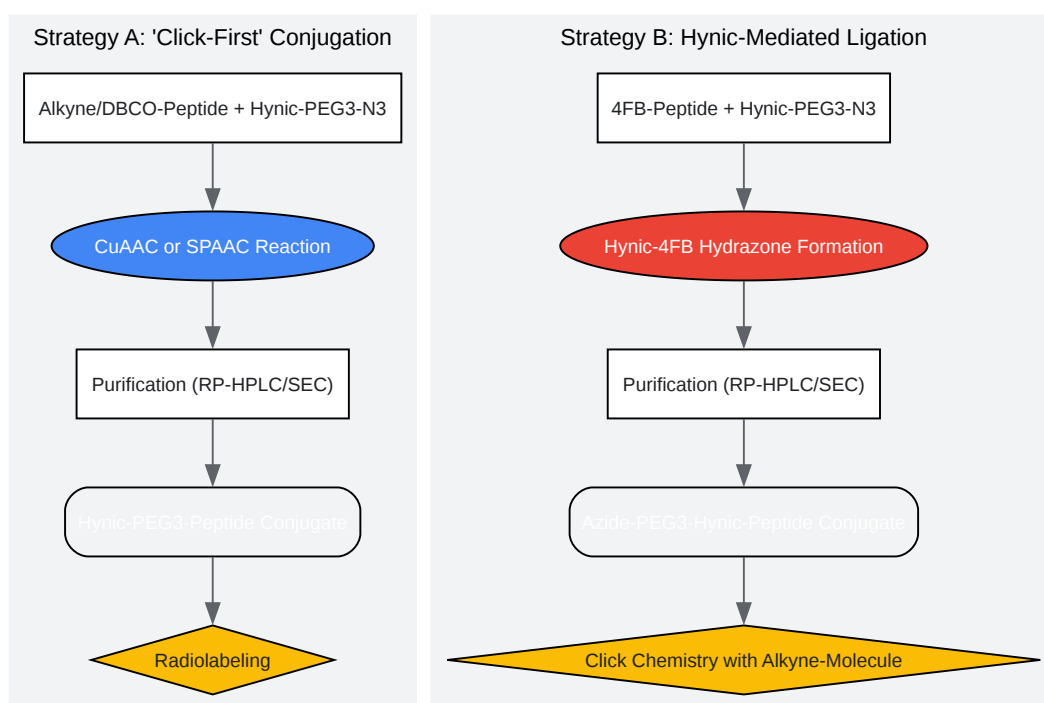 Strategy A: 'Click-First' Conjugation
Alkyne/DBCO-Peptide + Hynic-PEG3-N3
CuAAC or SPAAC Reaction
Purification (RP-HPLC/SEC)
Hynic-PEG3-Peptide Conjugate
Radiolabeling
Strategy B: Hynic-Mediated Ligation
4FB-Peptide + Hynic-PEG3-N3
Hynic-4FB Hydrazone Formation
Purification (RP-HPLC/SEC)
Azide-PEG3-Hynic-Peptide Conjugate
Click Chemistry with Alkyne-Molecule